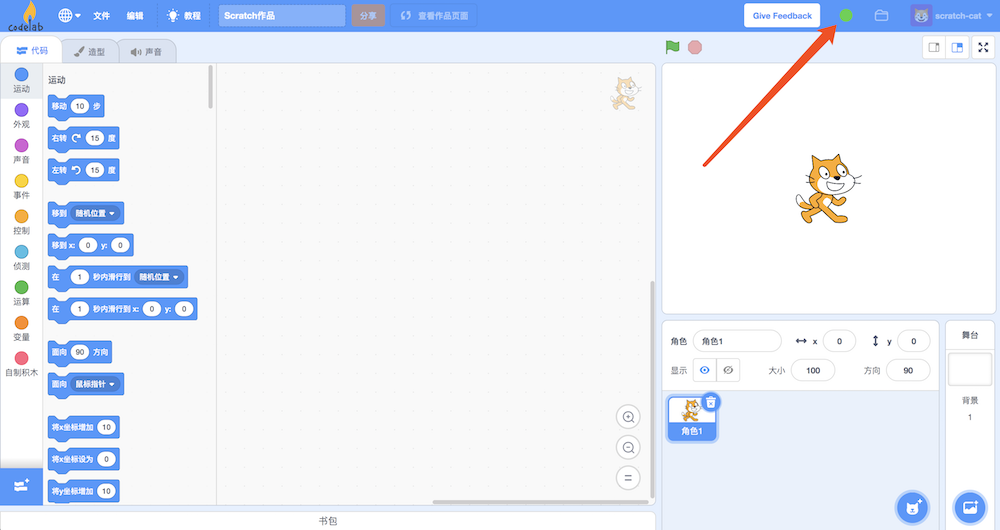 codelab
文件 编辑 教程 Scratch作品 分享 查看作品页面 Give Feedback scratch-cat
代码 造型 声音
运动
外观
声音
事件
控制
侦测
运算
变量
自制积木
运动
移动 10 步
右转 15 度
左转 15 度
移到 随机位置
移到 x: 0 y: 0
在 1 秒内滑行到 随机位置
在 1 秒内滑行到 x: 0 y: 0
面向 90 方向
面向 鼠标指针
将x坐标增加 10
将x坐标设为 0
将y坐标增加 10
书包
角色 角色1 x 0 y 0
显示 大小 100 方向 90
角色1
舞台
背景
1